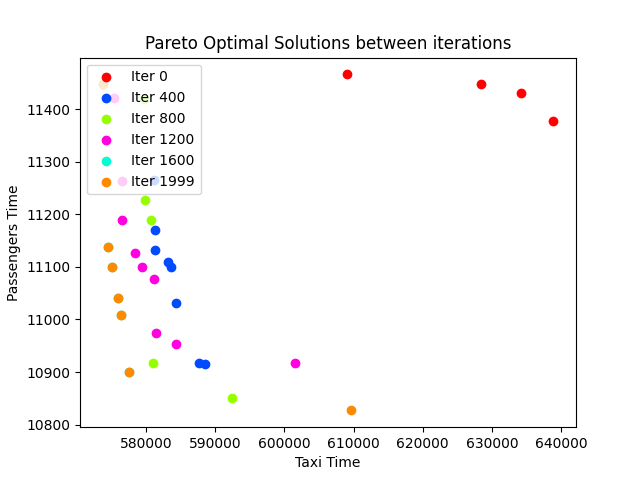 Pareto Optimal Solutions between iterations
Iter 0
Iter 400
Iter 800
Iter 1200
Iter 1600
Iter 1999
Passengers Time
11400
11300
11200
11100
11000
10900
10800
580000 590000 600000 610000 620000 630000 640000
Taxi Time